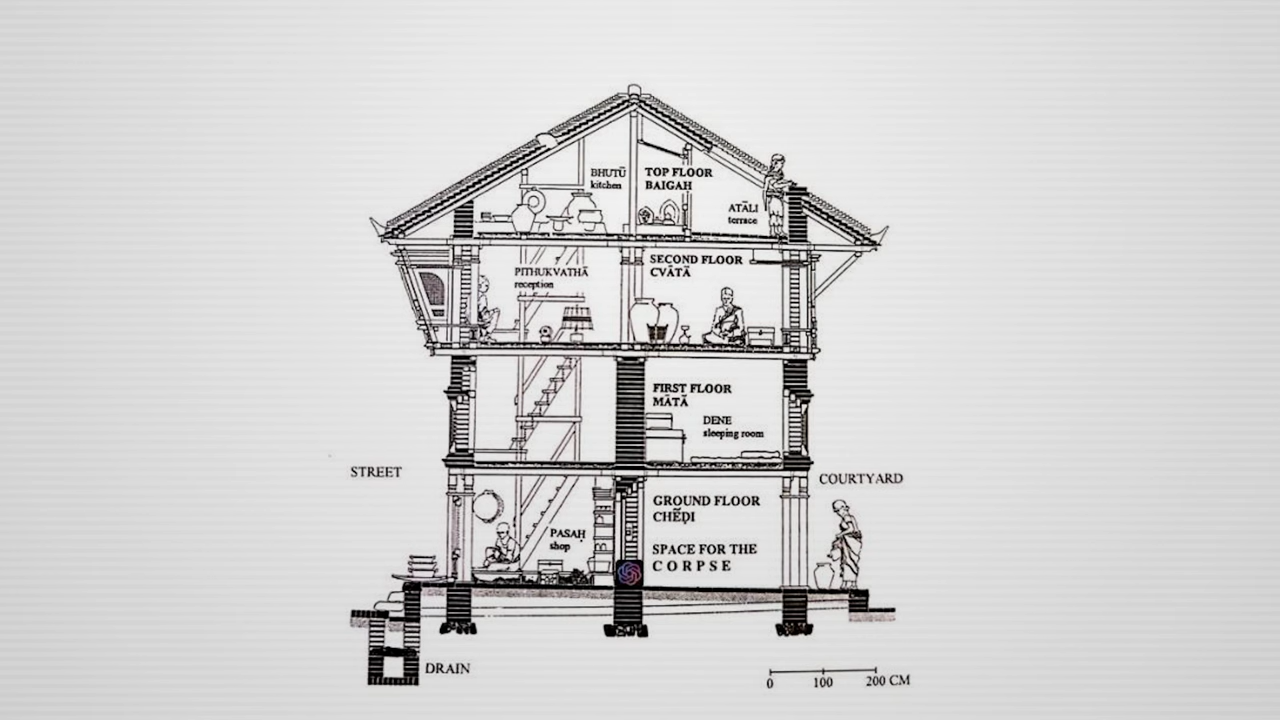 BHUTŪ
kitchen
TOP FLOOR
BAIGAH
ATĀLI
terrace
PITHUKVATHĀ
reception
SECOND FLOOR
CVĀTĀ
FIRST FLOOR
MĀTĀ
DENE
sleeping room
STREET
COURTYARD
GROUND FLOOR
CHẼḌI
PASAḤ
shop
SPACE FOR THE
CORPSE
DRAIN
0 100 200 CM